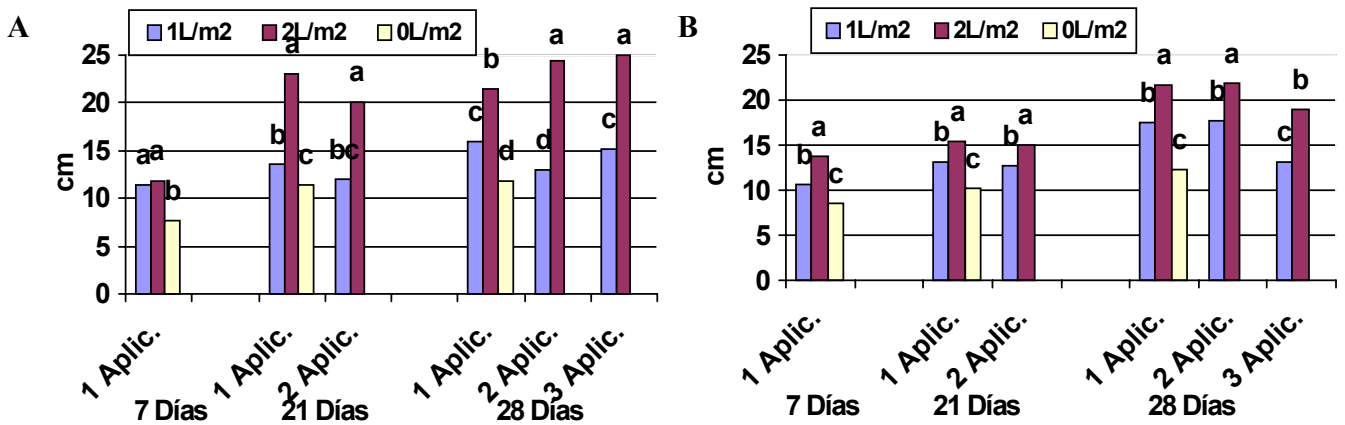 A
1L/m2 2L/m2 0L/m2
cm
25
20
15
10
5
0
a a b
b a c
bc a
c b d
d a
c a
1 Aplic. 1 Aplic. 2 Aplic. 1 Aplic. 2 Aplic. 3 Aplic.
7 Días 21 Días 28 Días
B
1L/m2 2L/m2 0L/m2
cm
25
20
15
10
5
0
b a c
b a c
b a
b a c
b a
c b
1 Aplic. 1 Aplic. 2 Aplic. 1 Aplic. 2 Aplic. 3 Aplic.
7 Días 21 Días 28 Días